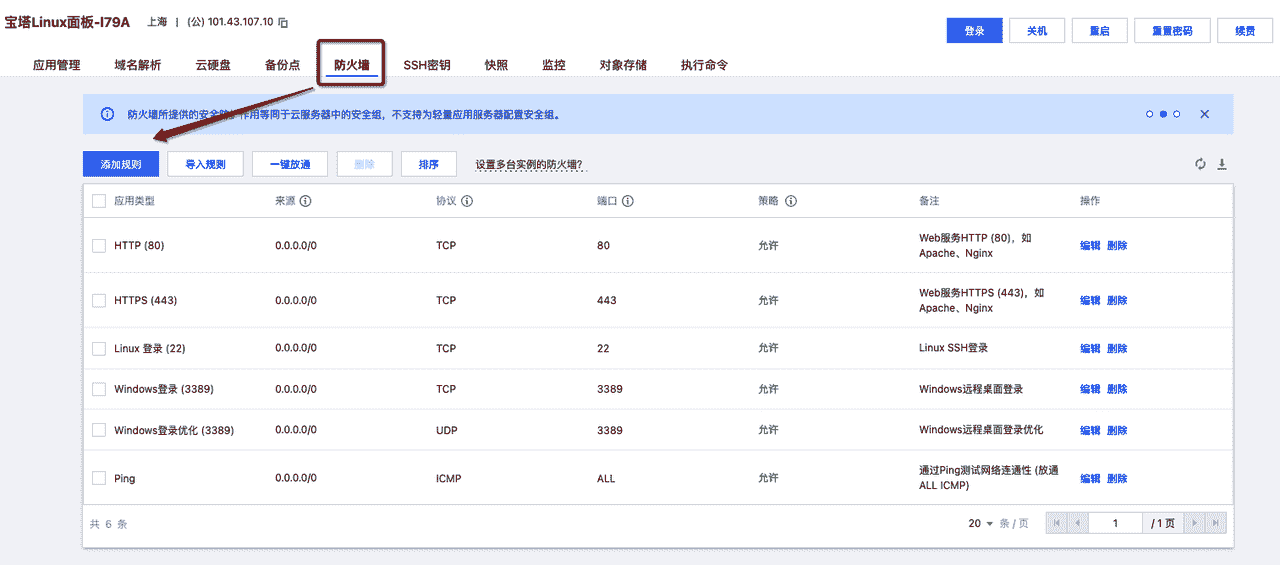 宝塔Linux面板-I79A 上海 | (公) 101.43.107.10
登录 关机 重启 重置密码 续费
应用管理 域名解析 云硬盘 备份点 防火墙 SSH密钥 快照 监控 对象存储 执行命令
防火墙所提供的安全防护作用等同于云服务器中的安全组，不支持为轻量应用服务器配置安全组。
添加规则 导入规则 一键放通 删除 排序 设置多台实例的防火墙?
应用类型 来源 协议 端口 策略 备注 操作
HTTP (80) 0.0.0.0/0 TCP 80 允许 Web服务HTTP (80)，如
Apache、Nginx 编辑 删除
HTTPS (443) 0.0.0.0/0 TCP 443 允许 Web服务HTTPS (443)，如
Apache、Nginx 编辑 删除
Linux 登录 (22) 0.0.0.0/0 TCP 22 允许 Linux SSH登录 编辑 删除
Windows登录 (3389) 0.0.0.0/0 TCP 3389 允许 Windows远程桌面登录 编辑 删除
Windows登录优化 (3389) 0.0.0.0/0 UDP 3389 允许 Windows远程桌面登录优化 编辑 删除
Ping 0.0.0.0/0 ICMP ALL 允许 通过Ping测试网络连通性 (放通
ALL ICMP) 编辑 删除
共 6 条 20 条 / 页 1 / 1 页